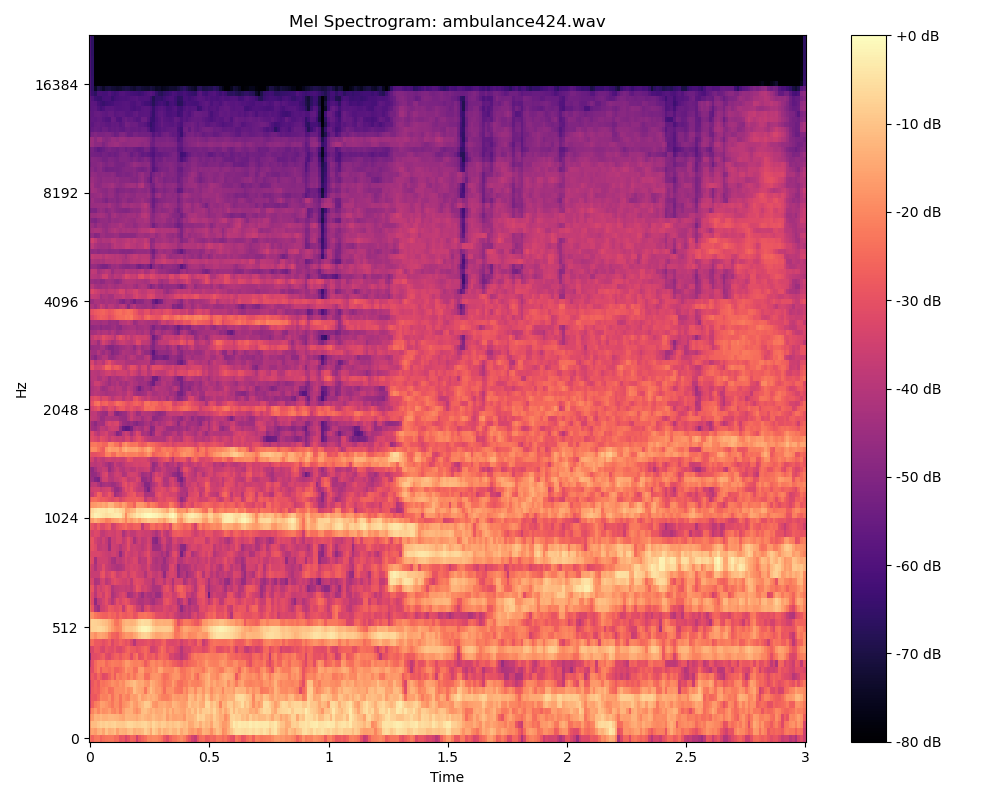 Mel Spectrogram: ambulance424.wav
Hz
16384
8192
4096
2048
1024
512
0
0
0.5
1
1.5
2
2.5
3
Time
+0 dB
-10 dB
-20 dB
-30 dB
-40 dB
-50 dB
-60 dB
-70 dB
-80 dB